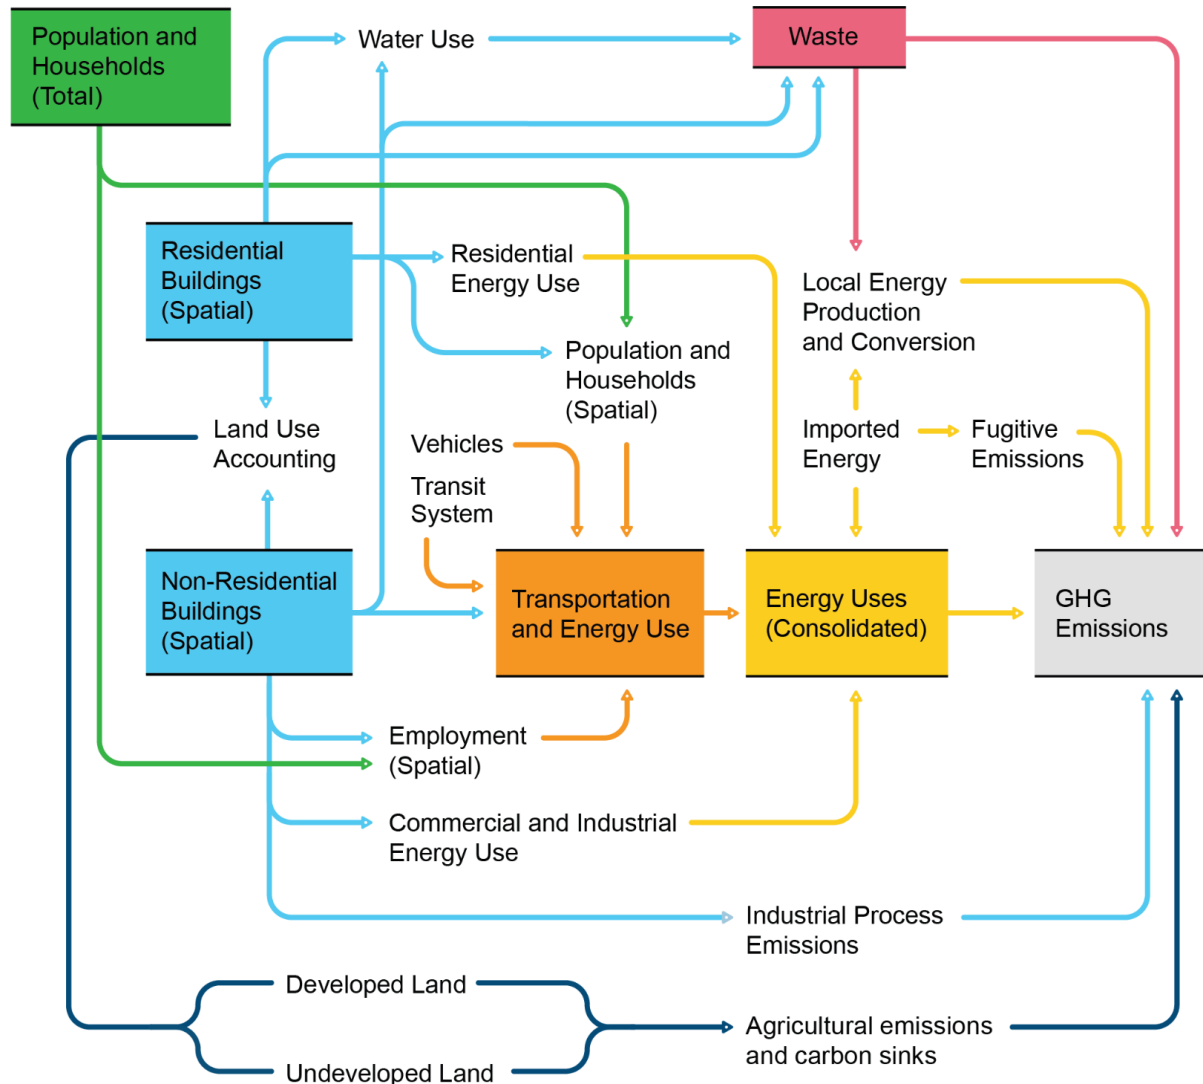 Population and
Households
(Total)
Water Use
Waste
Residential
Buildings
(Spatial)
Residential
Energy Use
Local Energy
Production
and Conversion
Population and
Households
(Spatial)
Land Use
Accounting
Vehicles
Transit
System
Imported
Energy
Fugitive
Emissions
Non-Residential
Buildings
(Spatial)
Transportation
and Energy Use
Energy Uses
(Consolidated)
GHG
Emissions
Employment
(Spatial)
Commercial and Industrial
Energy Use
Industrial Process
Emissions
Developed Land
Undeveloped Land
Agricultural emissions
and carbon sinks